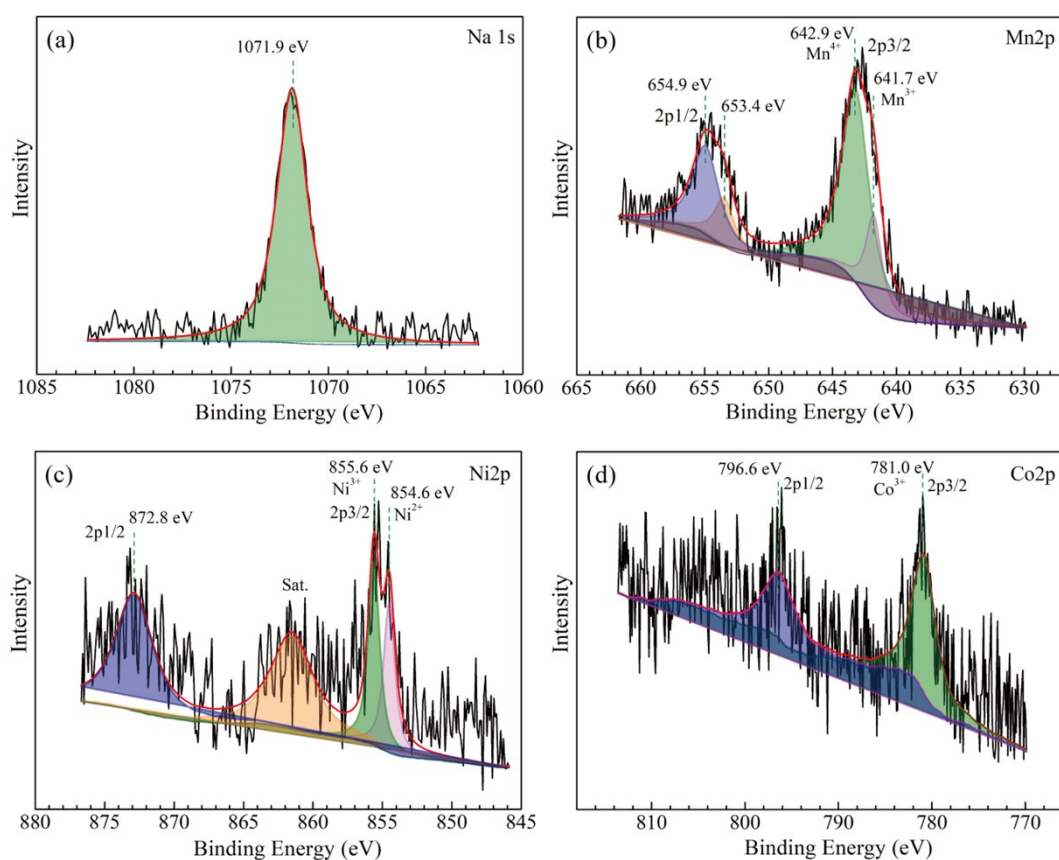 (a)
Na 1s
1071.9 eV
Intensity
1085 1080 1075 1070 1065 1060
Binding Energy (eV)
(b)
Mn2p
642.9 eV
Mn⁴⁺
2p3/2
641.7 eV
Mn³⁺
654.9 eV
2p1/2
653.4 eV
Intensity
665 660 655 650 645 640 635 630
Binding Energy (eV)
(c)
Ni2p
855.6 eV
Ni³⁺
2p3/2
854.6 eV
Ni²⁺
872.8 eV
2p1/2
Sat.
Intensity
880 875 870 865 860 855 850 845
Binding Energy (eV)
(d)
Co2p
796.6 eV
2p1/2
781.0 eV
Co³⁺
2p3/2
Intensity
810 800 790 780 770
Binding Energy (eV)